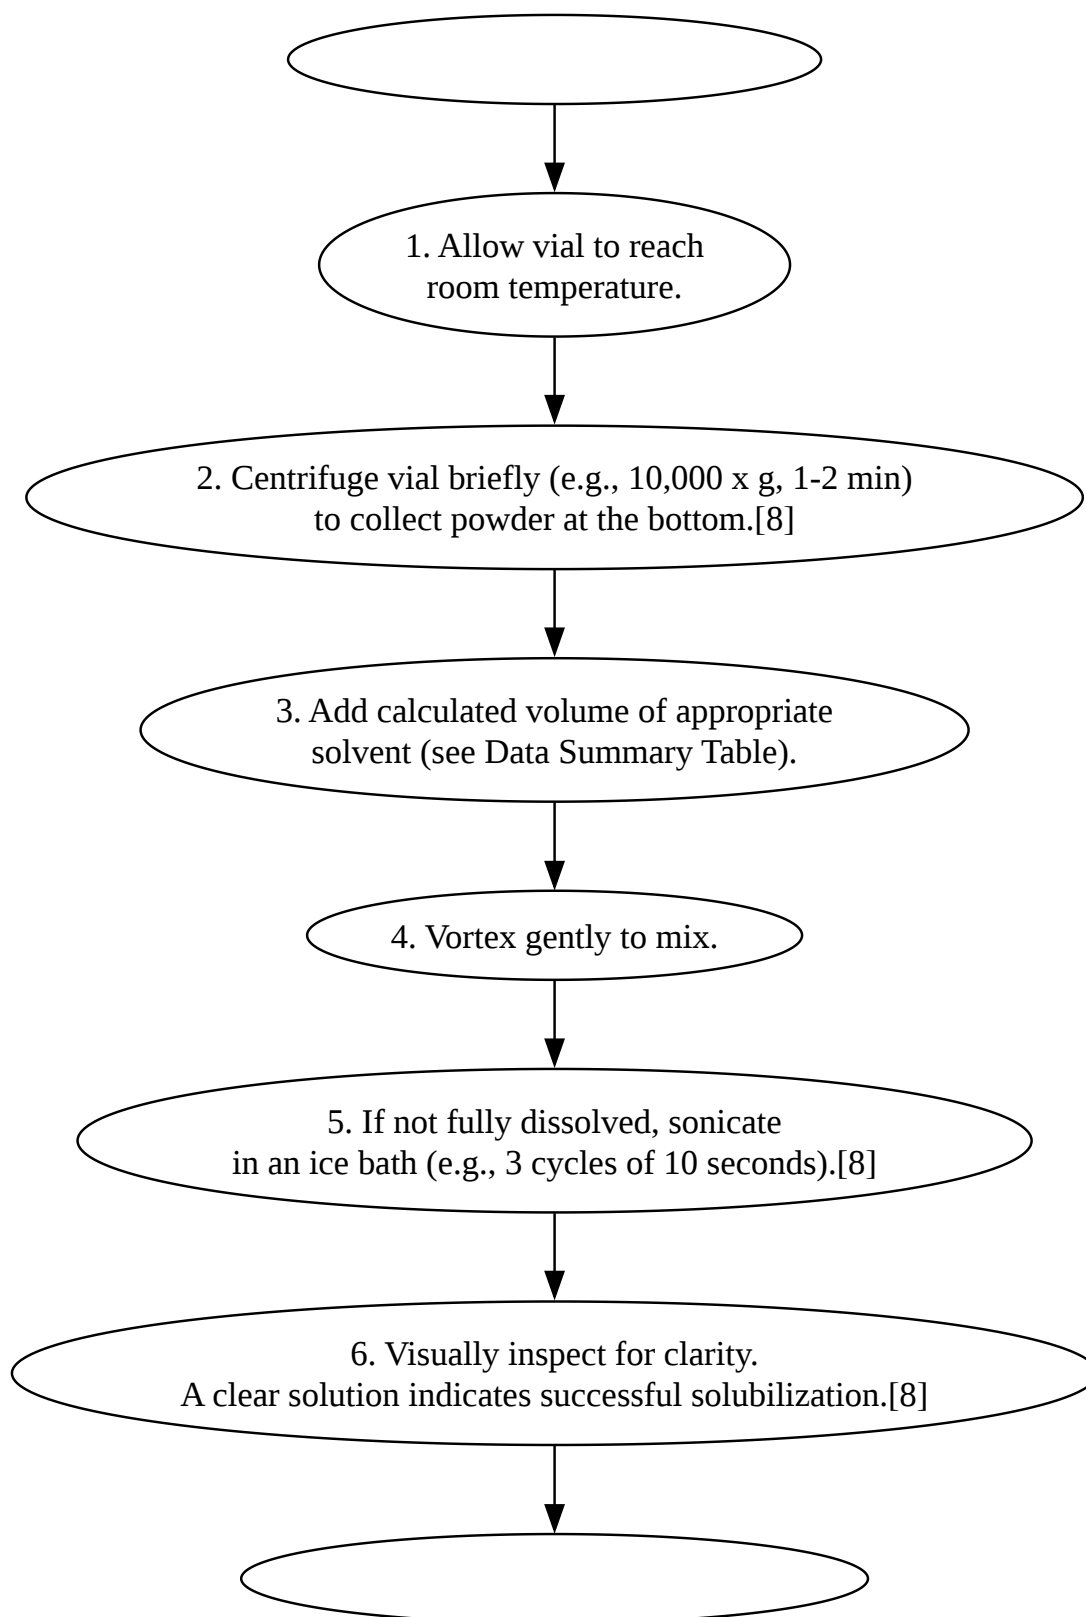 1. Allow vial to reach
room temperature.
2. Centrifuge vial briefly (e.g., 10,000 x g, 1-2 min)
to collect powder at the bottom.[8]
3. Add calculated volume of appropriate
solvent (see Data Summary Table).
4. Vortex gently to mix.
5. If not fully dissolved, sonicate
in an ice bath (e.g., 3 cycles of 10 seconds).[8]
6. Visually inspect for clarity.
A clear solution indicates successful solubilization.[8]